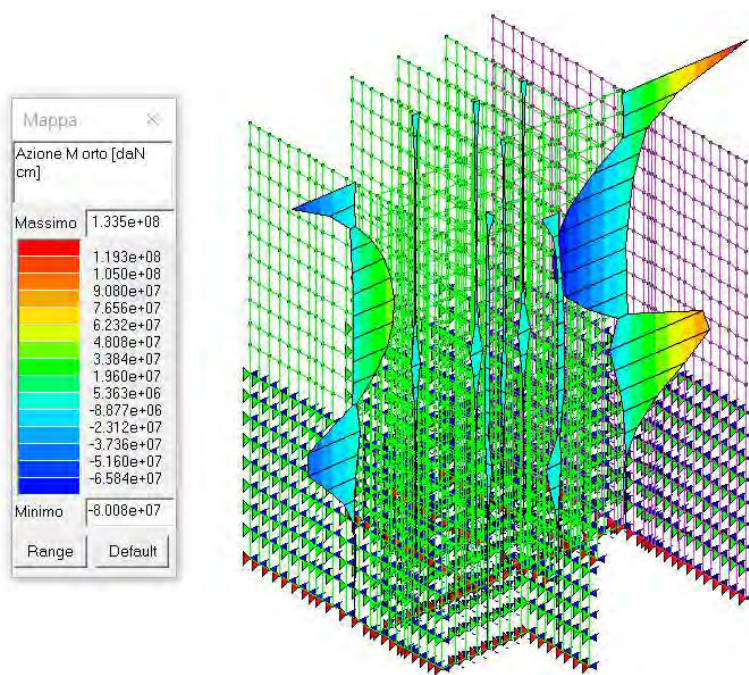 Mappa
Azione M orto [daN
cm]
Massimo 1.335e+08
1.193e+08
1.050e+08
9.080e+07
7.656e+07
6.232e+07
4.808e+07
3.384e+07
1.960e+07
5.363e+06
-8.877e+06
-2.312e+07
-3.736e+07
-5.160e+07
-6.584e+07
Minimo -8.008e+07
Range Default